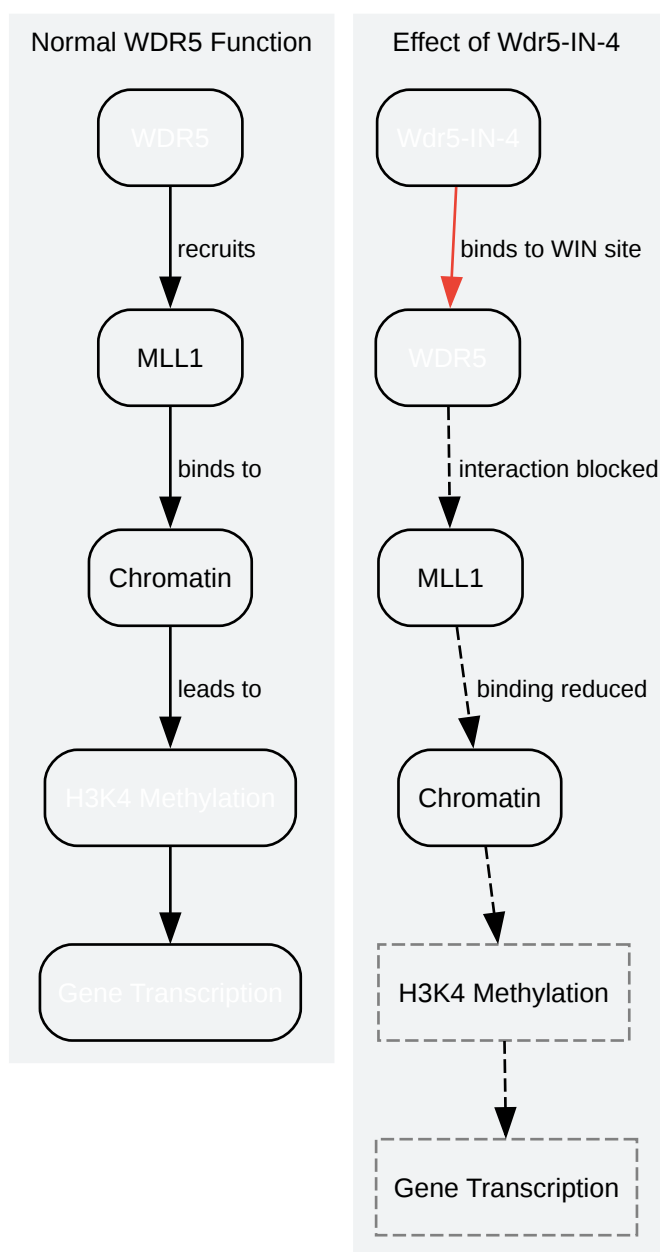 Normal WDR5 Function
WDR5
recruits
MLL1
binds to
Chromatin
leads to
H3K4 Methylation
Gene Transcription
Effect of Wdr5-IN-4
Wdr5-IN-4
binds to WIN site
WDR5
interaction blocked
MLL1
binding reduced
Chromatin
H3K4 Methylation
Gene Transcription